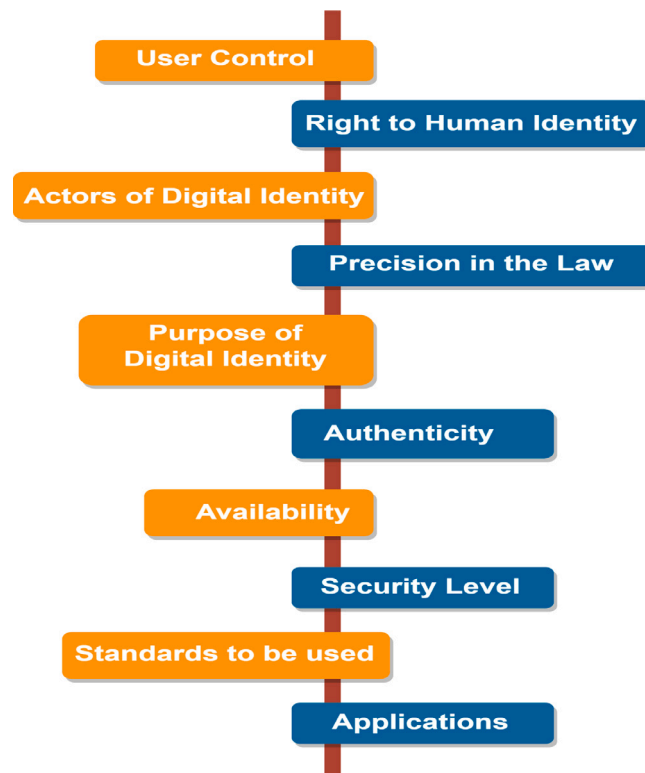 User Control
Right to Human Identity
Actors of Digital Identity
Precision in the Law
Purpose of
Digital Identity
Authenticity
Availability
Security Level
Standards to be used
Applications